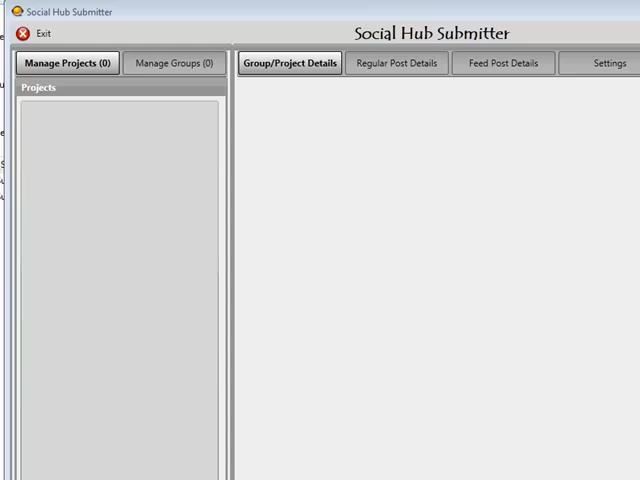 Social Hub Submitter
Exit
Social Hub Submitter
Manage Projects (0)
Manage Groups (0)
Group/Project Details
Regular Post Details
Feed Post Details
Settings
Projects